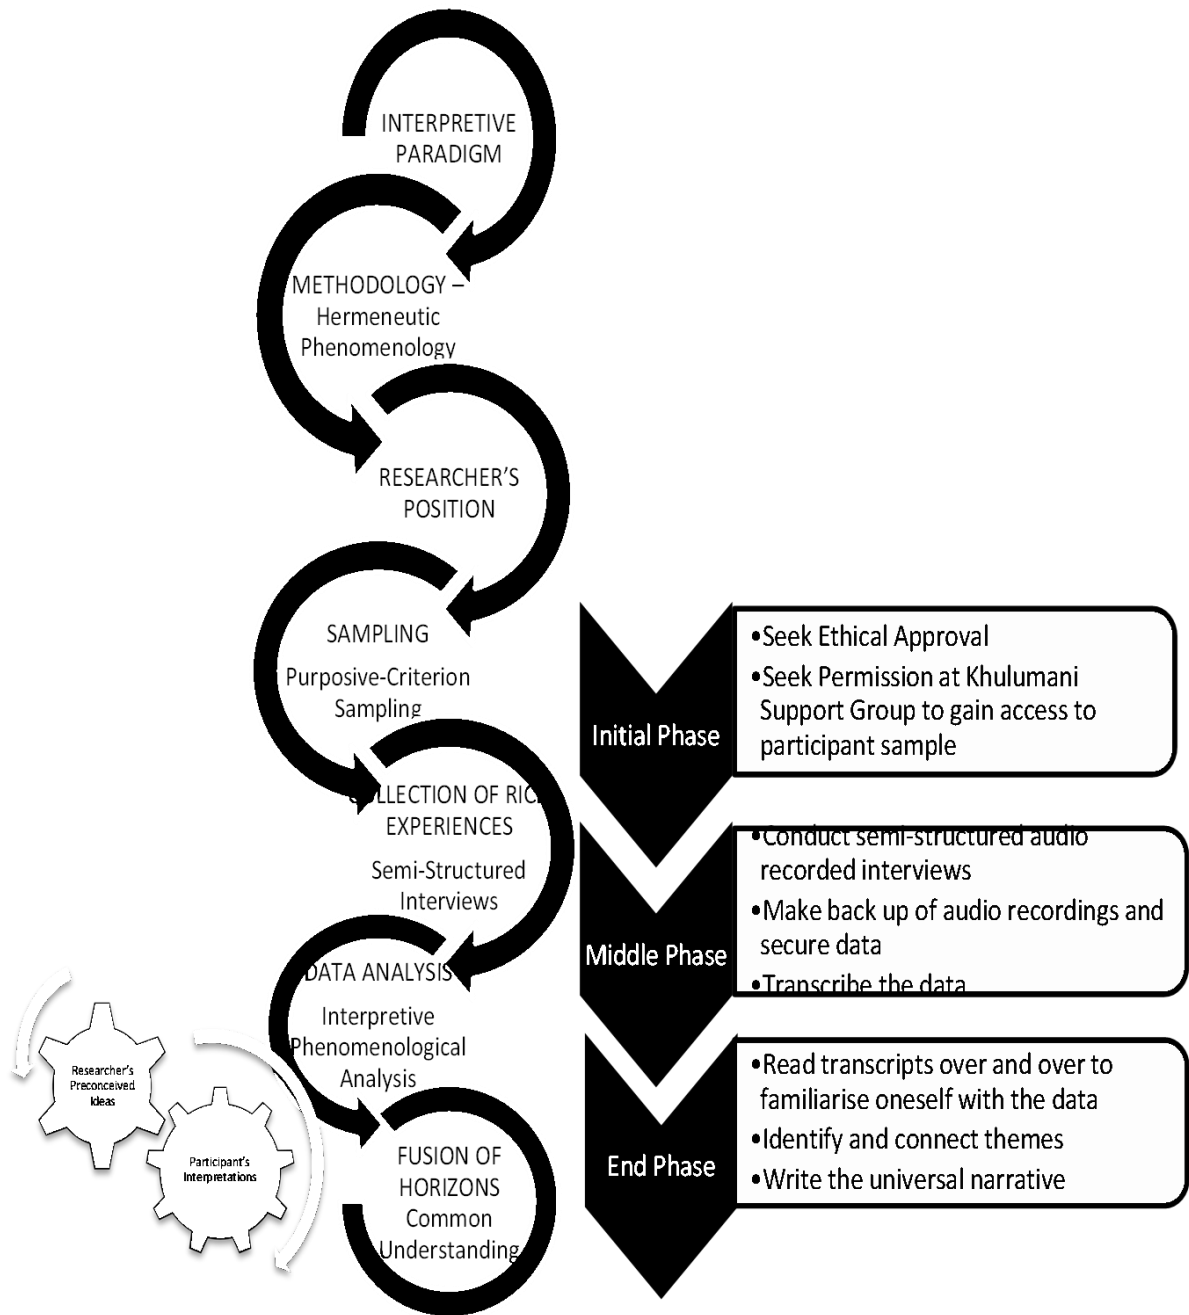 INTERPRETIVE
PARADIGM
METHODOLOGY –
Hermeneutic
Phenomenology
RESEARCHER'S
POSITION
SAMPLING
Purposive-Criterion
Sampling
COLLECTION OF RICH
EXPERIENCES
Semi-Structured
Interviews
DATA ANALYSIS
Interpretive
Phenomenological
Analysis
FUSION OF
HORIZONS
Common
Understanding
Researcher's
Preconceived
Ideas
Participant's
Interpretations
Initial Phase
•Seek Ethical Approval
•Seek Permission at Khulumani
Support Group to gain access to
participant sample
Middle Phase
•Conduct semi-structured audio
recorded interviews
•Make back up of audio recordings and
secure data
•Transcribe the data
End Phase
•Read transcripts over and over to
familiarise oneself with the data
•Identify and connect themes
•Write the universal narrative